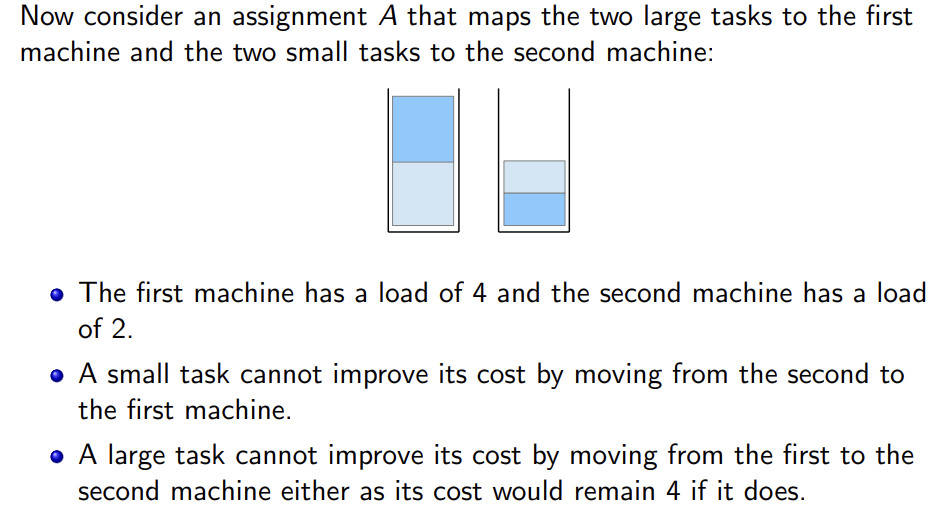 Now consider an assignment A that maps the two large tasks to the first
machine and the two small tasks to the second machine:
The first machine has a load of 4 and the second machine has a load
of 2.
A small task cannot improve its cost by moving from the second to
the first machine.
A large task cannot improve its cost by moving from the first to the
second machine either as its cost would remain 4 if it does.